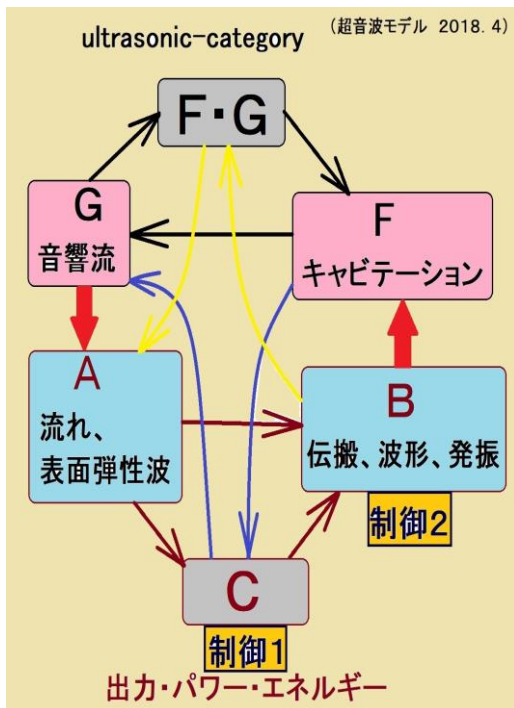 ultrasonic-category
(超音波モデル 2018.4)
F・G
G
音響流
F
キャビテーション
A
流れ、
表面弾性波
B
伝搬、波形、発振
制御2
C
制御1
出力・パワー・エネルギー